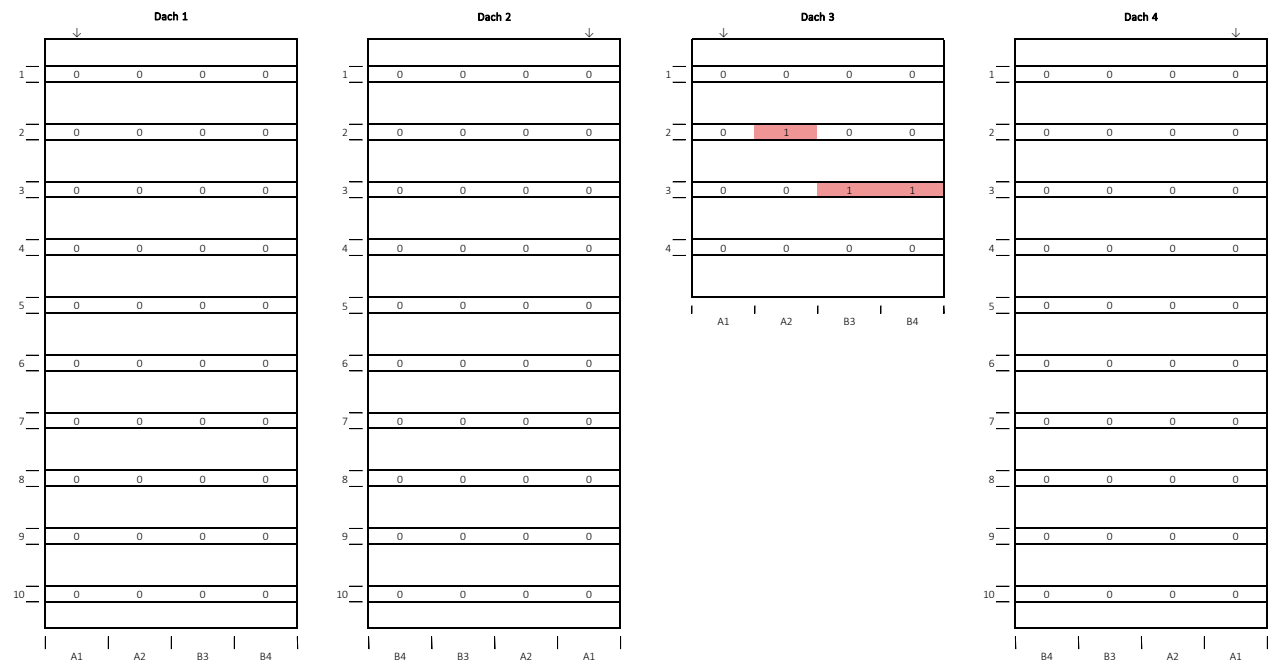 Dach 1 Dach 2 Dach 3 Dach 4
↓ ↓ ↓ ↓
1 0 0 0 0 1 0 0 0 0 1 0 0 0 0 1 0 0 0 0
2 0 0 0 0 2 0 0 0 0 2 0 1 0 0 2 0 0 0 0
3 0 0 0 0 3 0 0 0 0 3 0 0 1 1 3 0 0 0 0
4 0 0 0 0 4 0 0 0 0 4 0 0 0 0 4 0 0 0 0
5 0 0 0 0 5 0 0 0 0 5 0 0 0 0
A1 A2 B3 B4
6 0 0 0 0 6 0 0 0 0 6 0 0 0 0
7 0 0 0 0 7 0 0 0 0 7 0 0 0 0
8 0 0 0 0 8 0 0 0 0 8 0 0 0 0
9 0 0 0 0 9 0 0 0 0 9 0 0 0 0
10 0 0 0 0 10 0 0 0 0 10 0 0 0 0
A1 A2 B3 B4 B4 B3 A2 A1 B4 B3 A2 A1